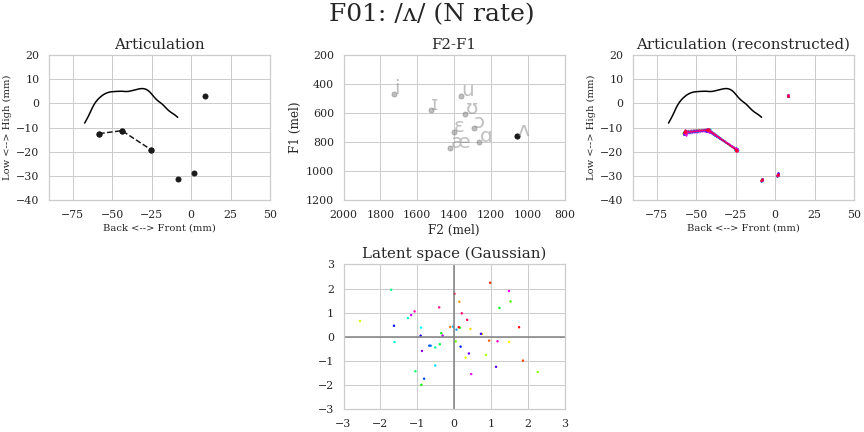 F01: /ʌ/ (N rate)
Articulation
F2-F1
Articulation (reconstructed)
Low <--> High (mm)
20
10
0
−10
−20
−30
−40
−75
−50
−25
0
25
50
Back <--> Front (mm)
F1 (mel)
200
400
600
800
1000
1200
i
u
ɪ
ʊ
ɔ
ɛ
ʌ
æ
ɑ
2000
1800
1600
1400
1200
1000
800
F2 (mel)
Low <--> High (mm)
20
10
0
−10
−20
−30
−40
−75
−50
−25
0
25
50
Back <--> Front (mm)
Latent space (Gaussian)
3
2
1
0
−1
−2
−3
−3
−2
−1
0
1
2
3